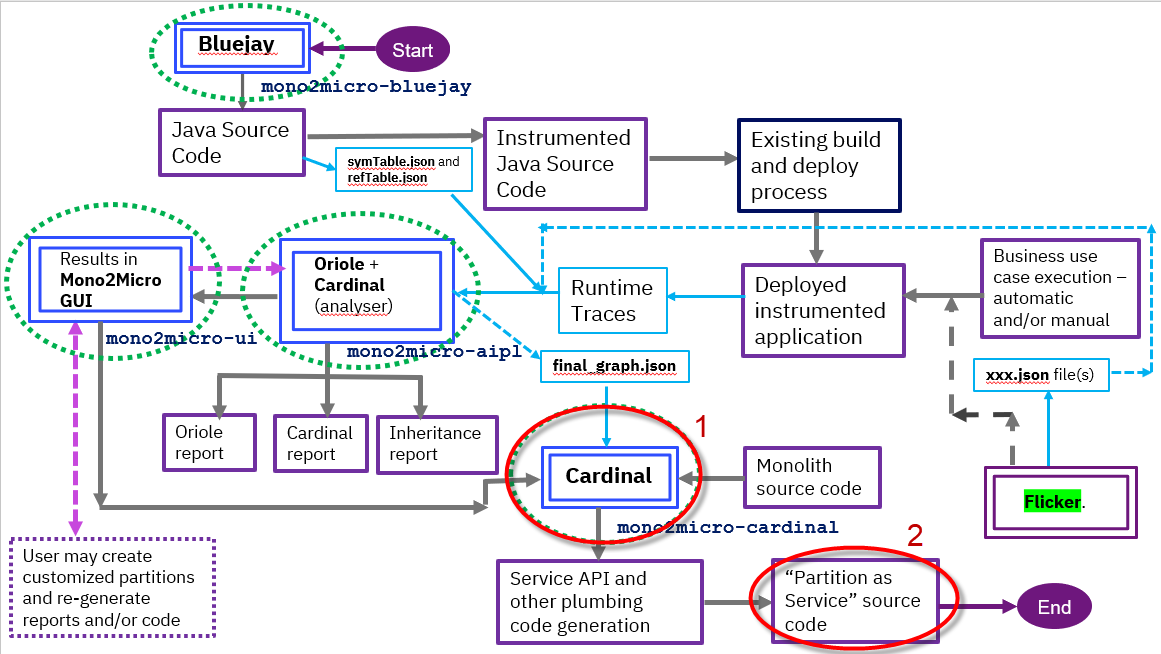 Bluejay
Start
mono2micro-bluejay
Java Source
Code
symTable.json and
refTable.json
Instrumented
Java Source
Code
Existing build
and deploy
process
Results in
Mono2Micro
GUI
mono2micro-ui
Oriole +
Cardinal
(analyser)
mono2micro-aipl
Runtime
Traces
Deployed
instrumented
application
Business use
case execution –
automatic
and/or manual
final_graph.json
xxx.json file(s)
Oriole
report
Cardinal
report
Inheritance
report
1
Cardinal
mono2micro-cardinal
Monolith
source code
Flicker.
User may create
customized partitions
and re-generate
reports and/or code
Service API and
other plumbing
code generation
2
“Partition as
Service” source
code
End